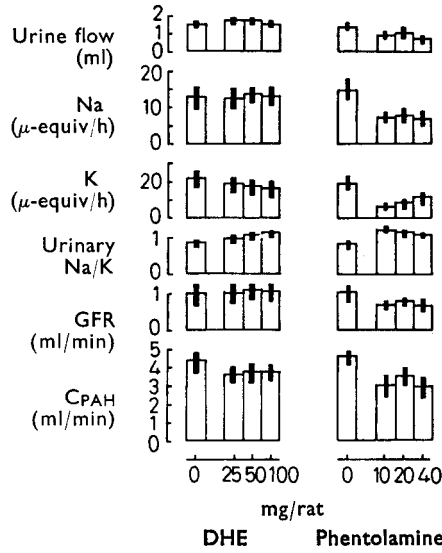 Urine flow
(ml)
2
1
0
Na
(μ-equiv/h)
20
10
0
K
(μ-equiv/h)
20
0
Urinary
Na/K
1
0
GFR
(ml/min)
1
0
CPAH
(ml/min)
5
4
3
2
1
0
0 25 50 100 0 10 20 40
mg/rat
DHE Phentolamine